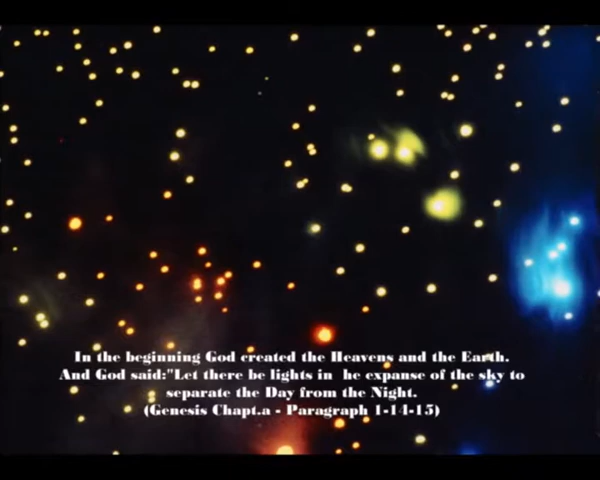 In the beginning God created the Heavens and the Earth.
And God said:"Let there be lights in  he expanse of the sky to
separate the Day from the Night.
(Genesis Chapt.a - Paragraph 1-14-15)